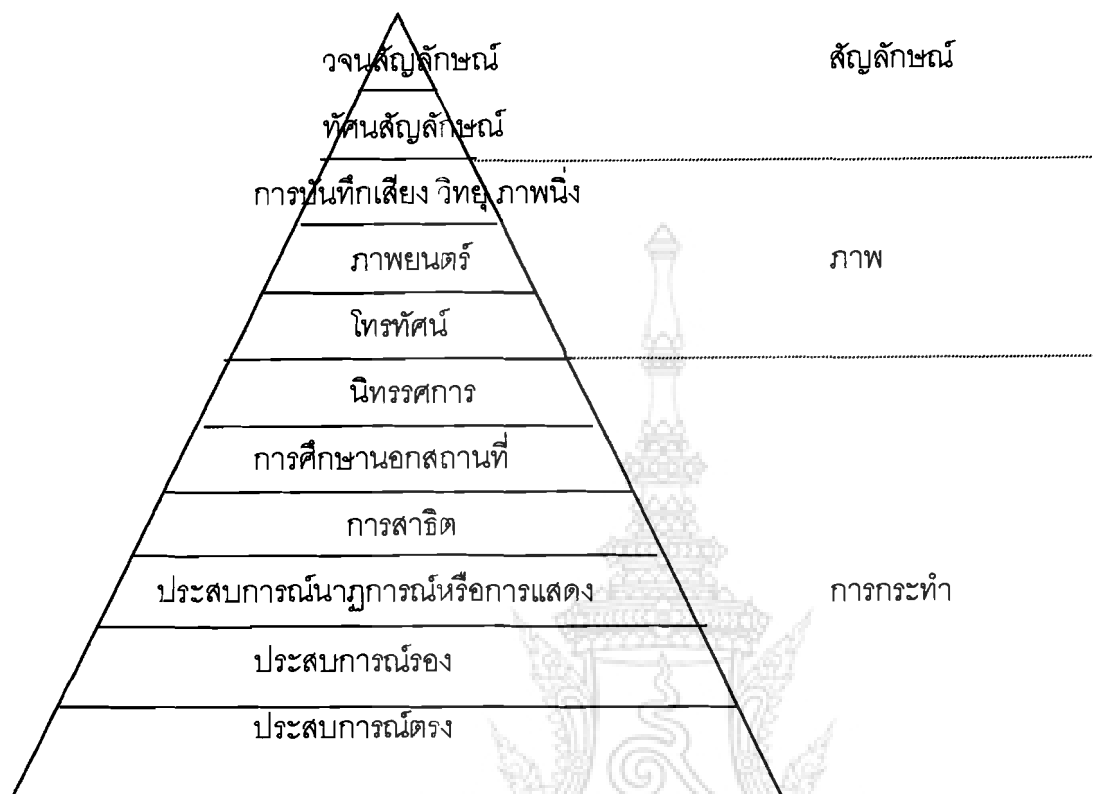 วจนสัญลักษณ์ สัญลักษณ์
ทัศนสัญลักษณ์
การบันทึกเสียง วิทยุ ภาพนิ่ง
ภาพยนตร์ ภาพ
โทรทัศน์
นิทรรศการ
การศึกษานอกสถานที่
การสาธิต
ประสบการณ์นาฏการณ์หรือการแสดง การกระทำ
ประสบการณ์รอง
ประสบการณ์ตรง